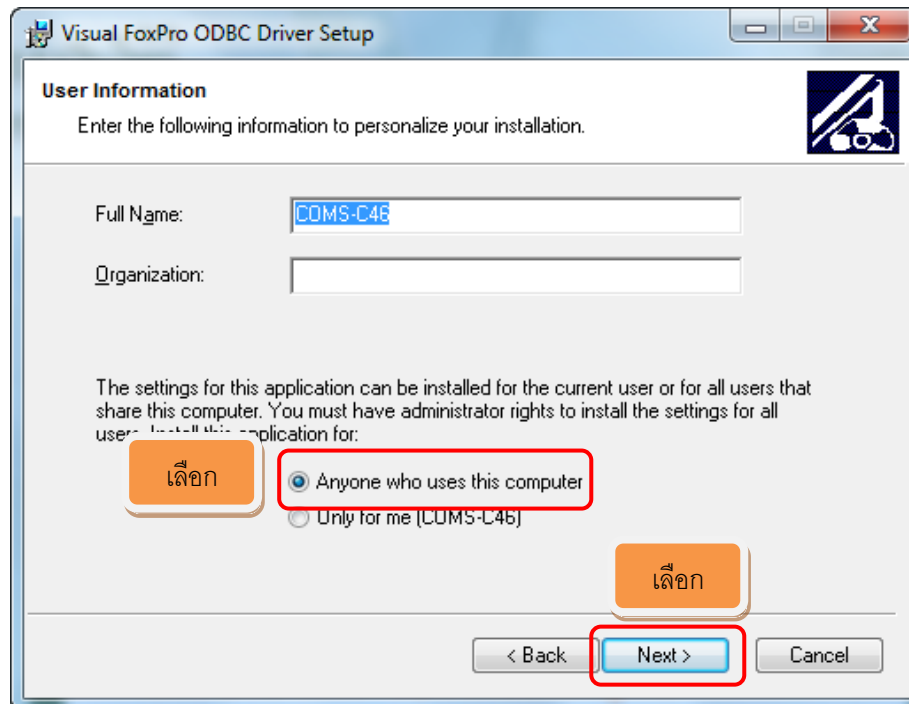 Visual FoxPro ODBC Driver Setup
User Information
Enter the following information to personalize your installation.
Full Name:
COMS-C46
Organization:
The settings for this application can be installed for the current user or for all users that
share this computer. You must have administrator rights to install the settings for all
users. Install this application for:
เลือก
Anyone who uses this computer
Only for me (COMS-C46)
เลือก
< Back
Next >
Cancel